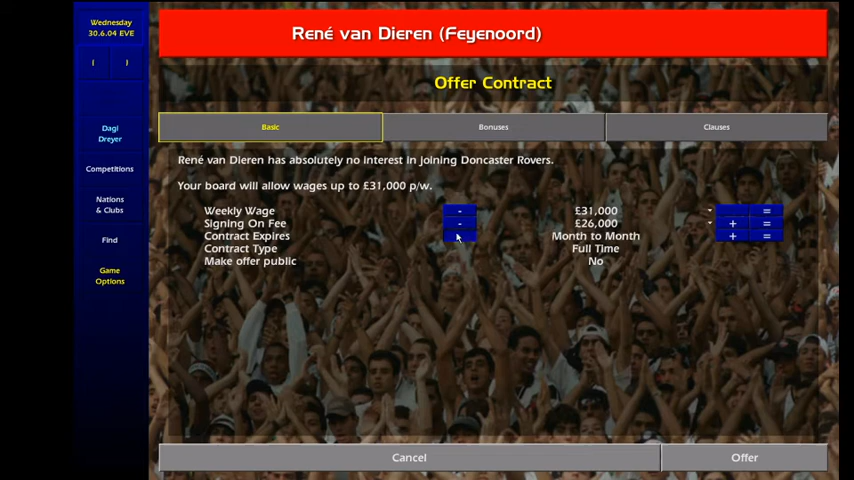 Wednesday
30.6.04 EVE
René van Dieren (Feyenoord)
Offer Contract
Basic
Bonuses
Clauses
Dagi
Dreyer
Competitions
Nations
& Clubs
Find
Game
Options
René van Dieren has absolutely no interest in joining Doncaster Rovers.
Your board will allow wages up to £31,000 p/w.
Weekly Wage - £31,000 =
Signing On Fee - £26,000 + =
Contract Expires Month to Month + =
Contract Type Full Time
Make offer public No
Cancel
Offer